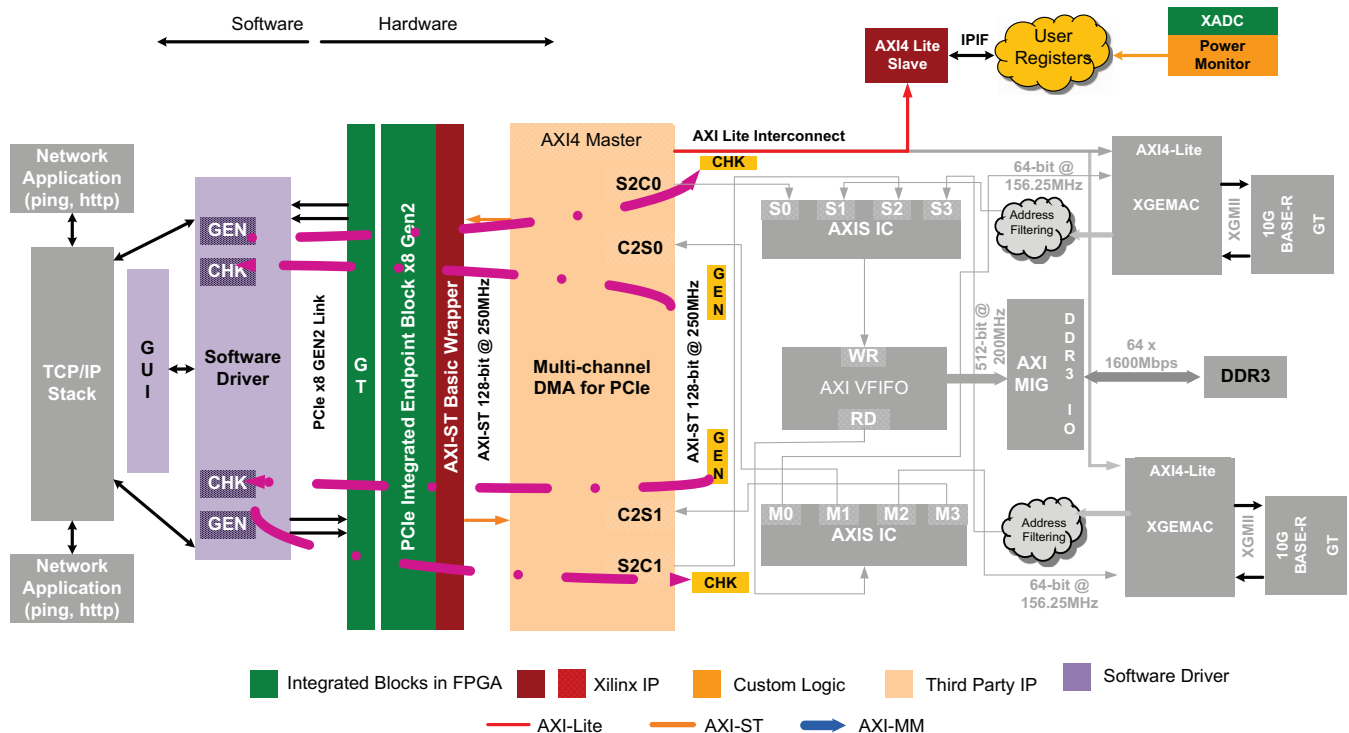 Software
Hardware
XADC
Power
Monitor
AXI4 Lite
Slave
IPIF
User
Registers
AXI4 Master
AXI Lite Interconnect
CHK
S2C0
C2S0
Network
Application
(ping, http)
TCP/IP
Stack
Network
Application
(ping, http)
GUI
GEN
CHK
Software
Driver
CHK
GEN
PCIe x8 GEN2 Link
GT
PCIe Integrated Endpoint Block x8 Gen2
AXI-ST Basic Wrapper
AXI-ST 128-bit @ 250MHz
Multi-channel
DMA for PCIe
AXI-ST 128-bit @ 250MHz
GEN
GEN
C2S1
S2C1
CHK
S0 S1 S2 S3
AXIS IC
WR
AXI VFIFO
RD
M0 M1 M2 M3
AXIS IC
512-bit @
200MHz
AXI
MIG
DDR3 IO
64 x
1600Mbps
DDR3
64-bit @
156.25MHz
Address
Filtering
AXI4-Lite
XGEMAC
XGMII
10G
BASE-R
GT
Address
Filtering
64-bit @
156.25MHz
AXI4-Lite
XGEMAC
XGMII
10G
BASE-R
GT
Integrated Blocks in FPGA
Xilinx IP
Custom Logic
Third Party IP
Software Driver
AXI-Lite
AXI-ST
AXI-MM